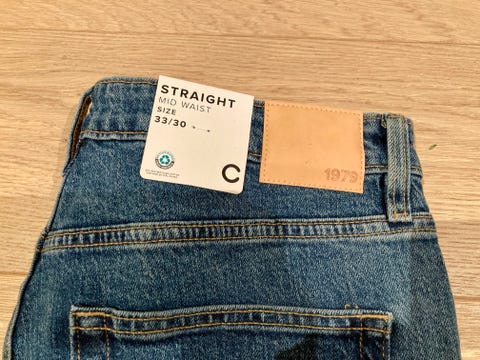 STRAIGHT
MID WAIST
SIZE
33/30
C
1979